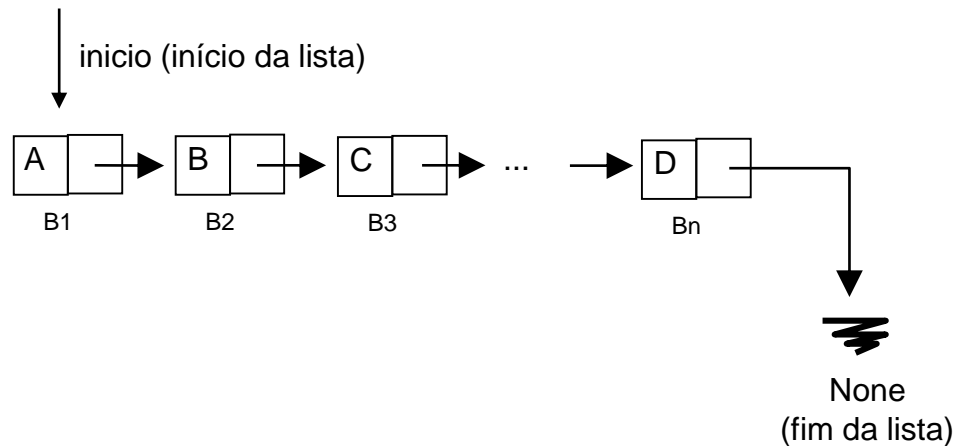 inicio (início da lista)
A B C ... D
B1 B2 B3 Bn
None
(fim da lista)